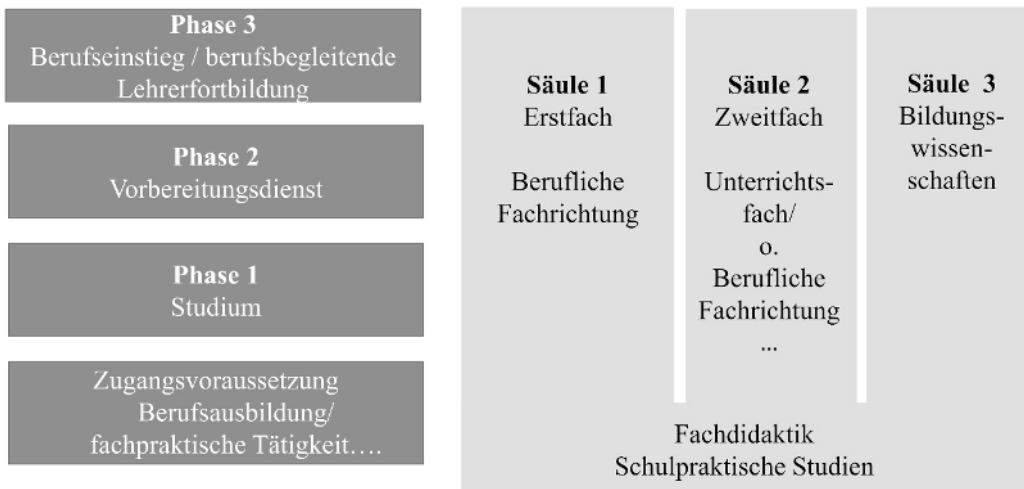 Phase 3
Berufseinstieg / berufsbegleitende
Lehrerfortbildung
Phase 2
Vorbereitungsdienst
Phase 1
Studium
Zugangsvoraussetzung
Berufsausbildung/
fachpraktische Tätigkeit….
Säule 1
Erstfach
Berufliche
Fachrichtung
Säule 2
Zweitfach
Unterrichts-
fach/
o.
Berufliche
Fachrichtung
...
Säule 3
Bildungs-
wissen-
schaften
Fachdidaktik
Schulpraktische Studien